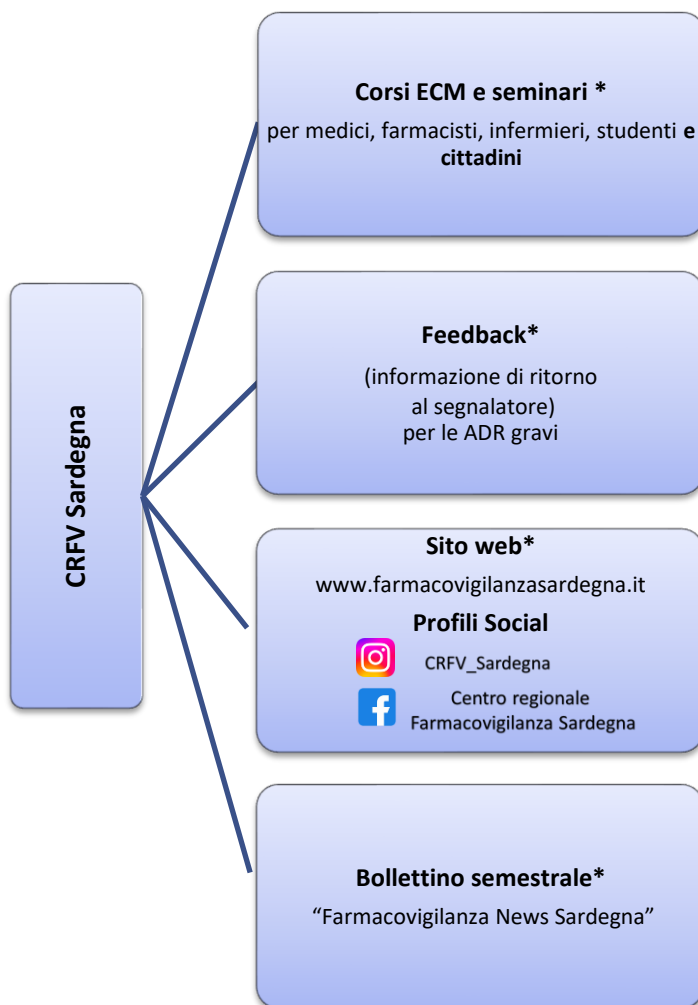 CRFV Sardegna
Corsi ECM e seminari *
per medici, farmacisti, infermieri, studenti e
cittadini
Feedback*
(informazione di ritorno
al segnalatore)
per le ADR gravi
Sito web*
www.farmacovigilanzasardegna.it
Profili Social
CRFV_Sardegna
Centro regionale
Farmacovigilanza Sardegna
Bollettino semestrale*
“Farmacovigilanza News Sardegna”